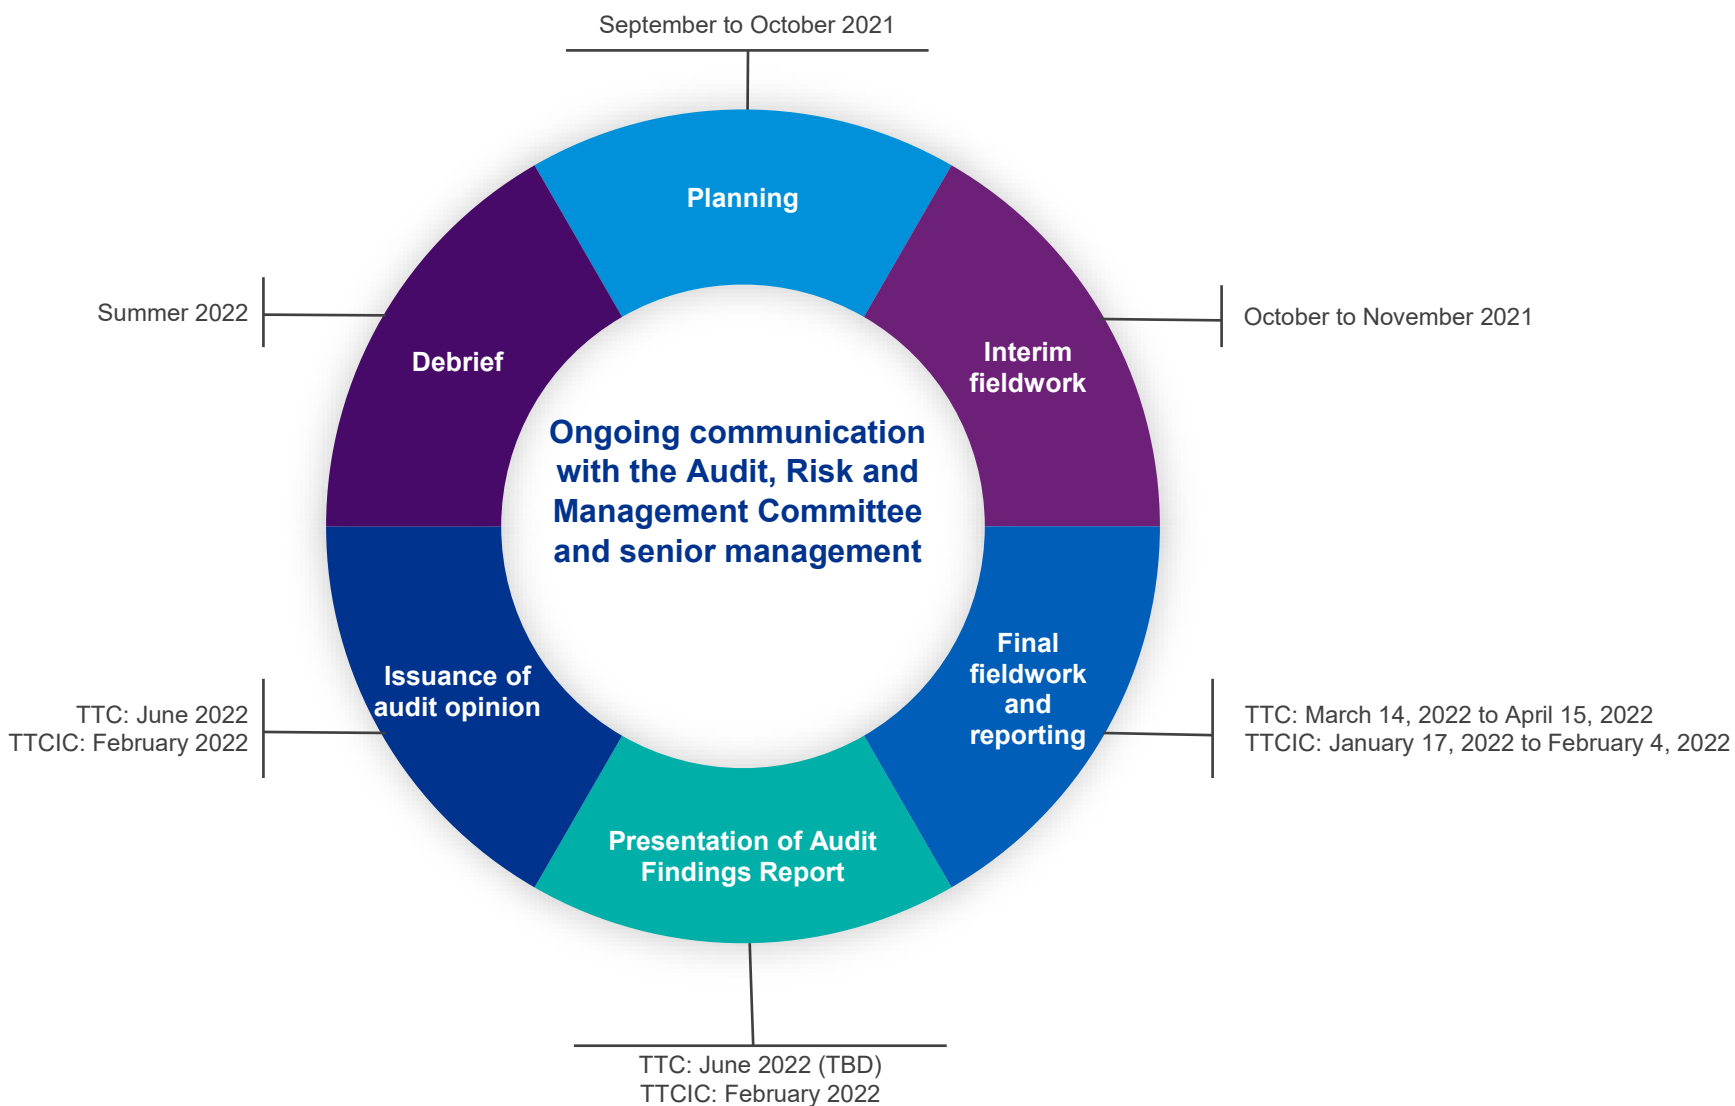 September to October 2021
Planning
Interim
fieldwork
October to November 2021
Final
fieldwork
and
reporting
TTC: March 14, 2022 to April 15, 2022
TTCIC: January 17, 2022 to February 4, 2022
Presentation of Audit
Findings Report
TTC: June 2022 (TBD)
TTCIC: February 2022
Issuance of
audit opinion
TTC: June 2022
TTCIC: February 2022
Debrief
Summer 2022
Ongoing communication
with the Audit, Risk and
Management Committee
and senior management